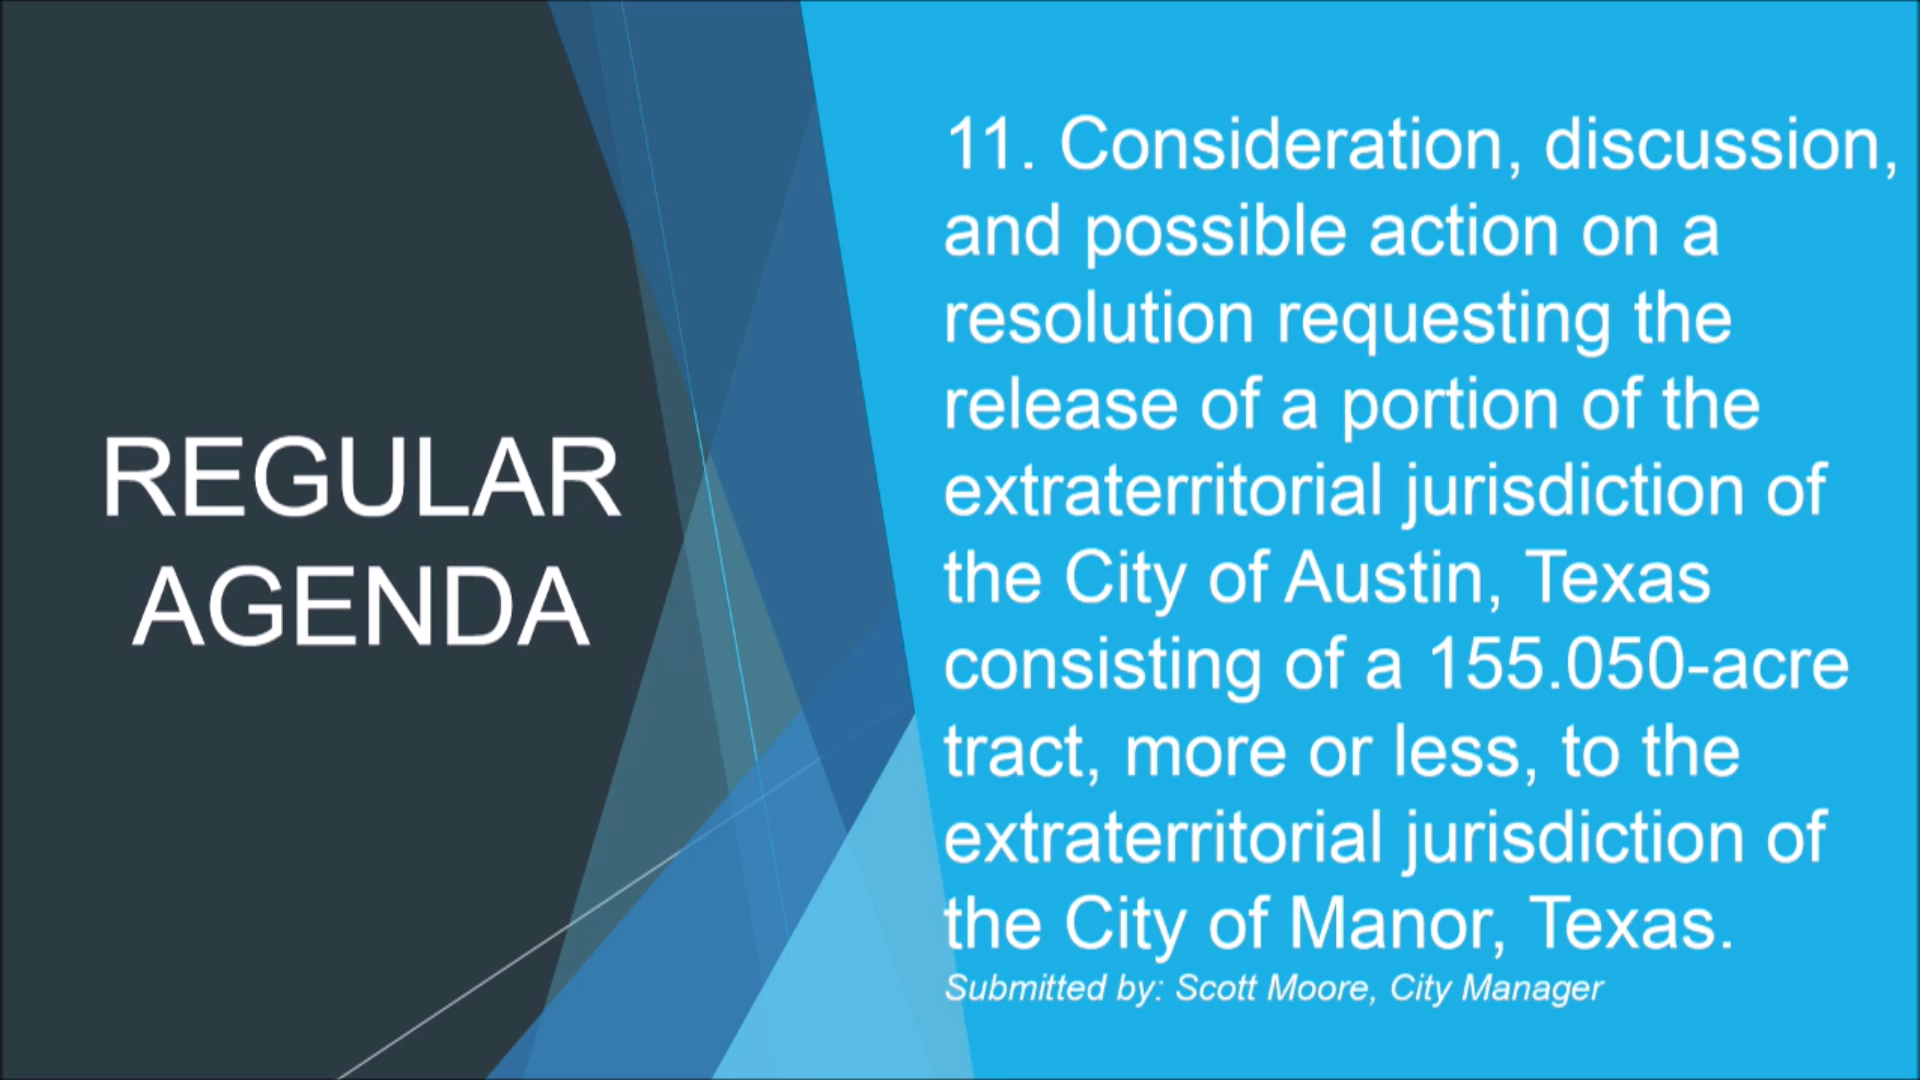 REGULAR
AGENDA
11. Consideration, discussion,
and possible action on a
resolution requesting the
release of a portion of the
extraterritorial jurisdiction of
the City of Austin, Texas
consisting of a 155.050-acre
tract, more or less, to the
extraterritorial jurisdiction of
the City of Manor, Texas.
Submitted by: Scott Moore, City Manager